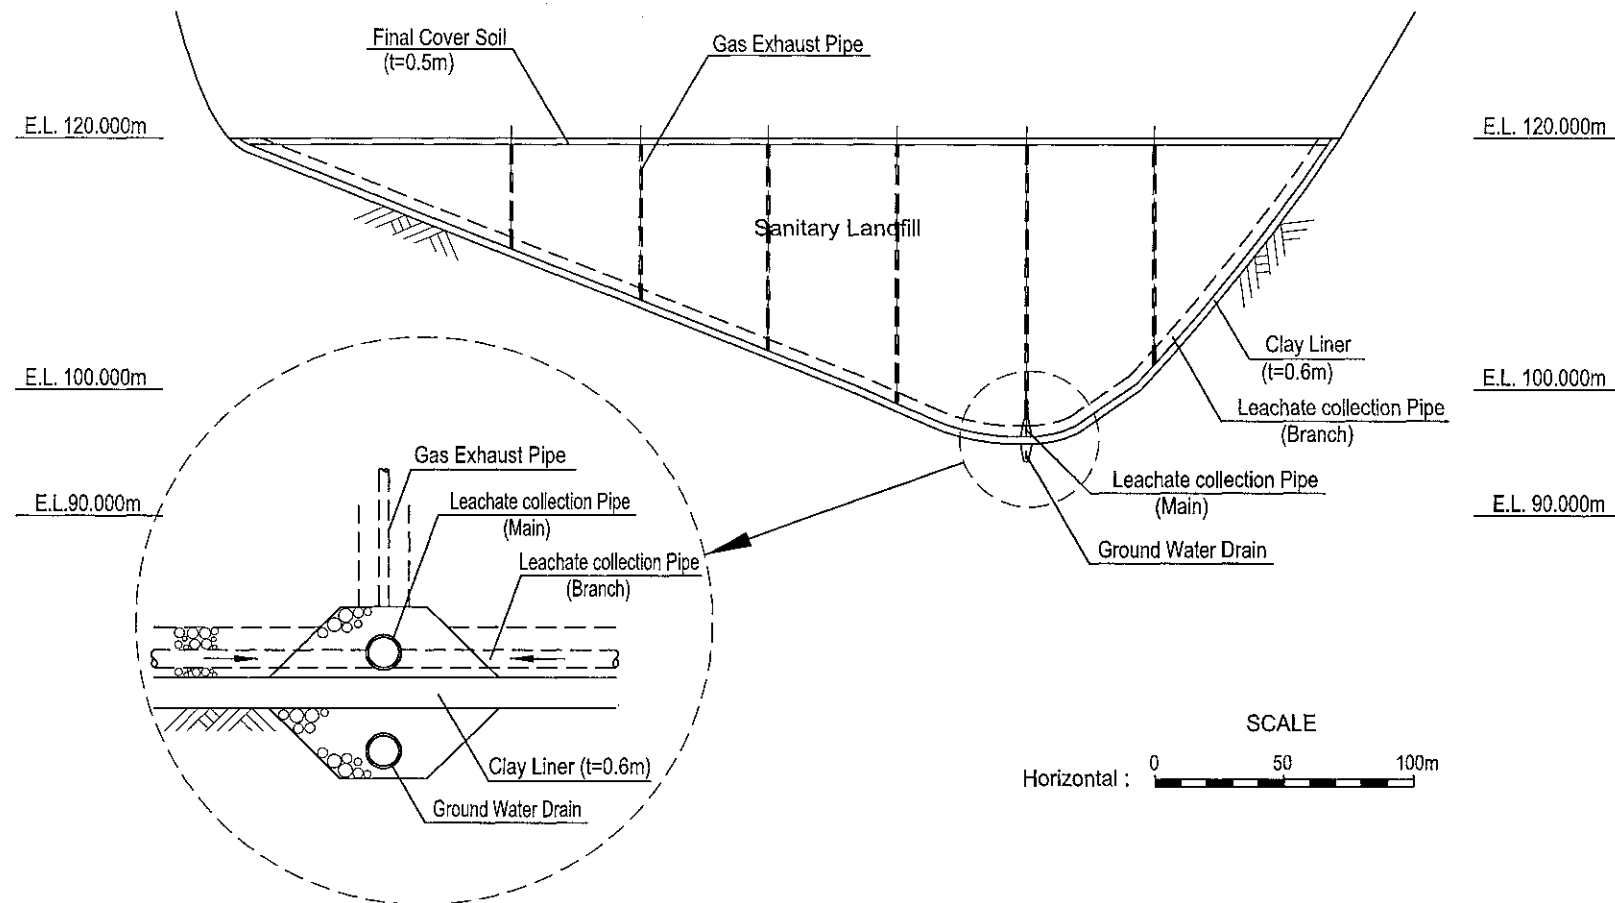 Final Cover Soil
(t=0.5m)
Gas Exhaust Pipe
E.L. 120.000m
E.L. 120.000m
Sanitary Landfill
Clay Liner
(t=0.6m)
E.L. 100.000m
E.L. 100.000m
Leachate collection Pipe
(Branch)
Gas Exhaust Pipe
Leachate collection Pipe
(Main)
Leachate collection Pipe
(Main)
E.L.90.000m
E.L. 90.000m
Ground Water Drain
Leachate collection Pipe
(Branch)
Clay Liner (t=0.6m)
Ground Water Drain
SCALE
0 50 100m
Horizontal :